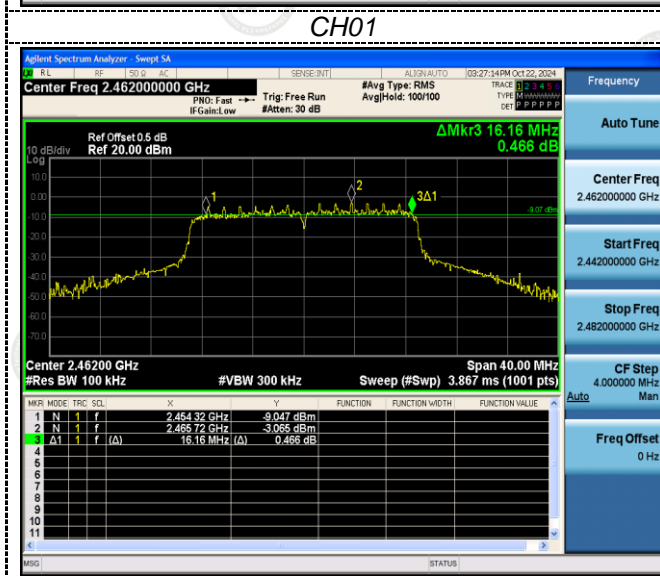 CH01
Agilent Spectrum Analyzer - Swept SA
RL RF 50 Ω AC SENSE:INT ALIGN AUTO 03:27:14 PM Oct 22, 2024
Center Freq 2.462000000 GHz
PNO: Fast
IFGain:Low
Trig: Free Run
#Atten: 30 dB
#Avg Type: RMS
Avg|Hold: 100/100
TRACE 1 2 3 4 5 6
TYPE M WWWWW
DET P P P P P P
Frequency
Auto Tune
Center Freq
2.462000000 GHz
Start Freq
2.442000000 GHz
Stop Freq
2.482000000 GHz
CF Step
4.000000 MHz
Auto Man
Freq Offset
0 Hz
Ref Offset 0.5 dB
10 dB/div Ref 20.00 dBm
Log
ΔMkr3 16.16 MHz
0.466 dB
10.0
0.00
-10.0
-20.0
-30.0
-40.0
-50.0
-60.0
-70.0
1
2
3Δ1
-9.07 dBm
Center 2.46200 GHz Span 40.00 MHz
#Res BW 100 kHz #VBW 300 kHz Sweep (#Swp) 3.867 ms (1001 pts)
MKR MODE TRC SCL X Y FUNCTION FUNCTION WIDTH FUNCTION VALUE
1 N 1 f 2.454 32 GHz -9.047 dBm
2 N 1 f 2.465 72 GHz -3.065 dBm
3 Δ1 1 f (Δ) 16.16 MHz (Δ) 0.466 dB
4
5
6
7
8
9
10
11
MSG STATUS